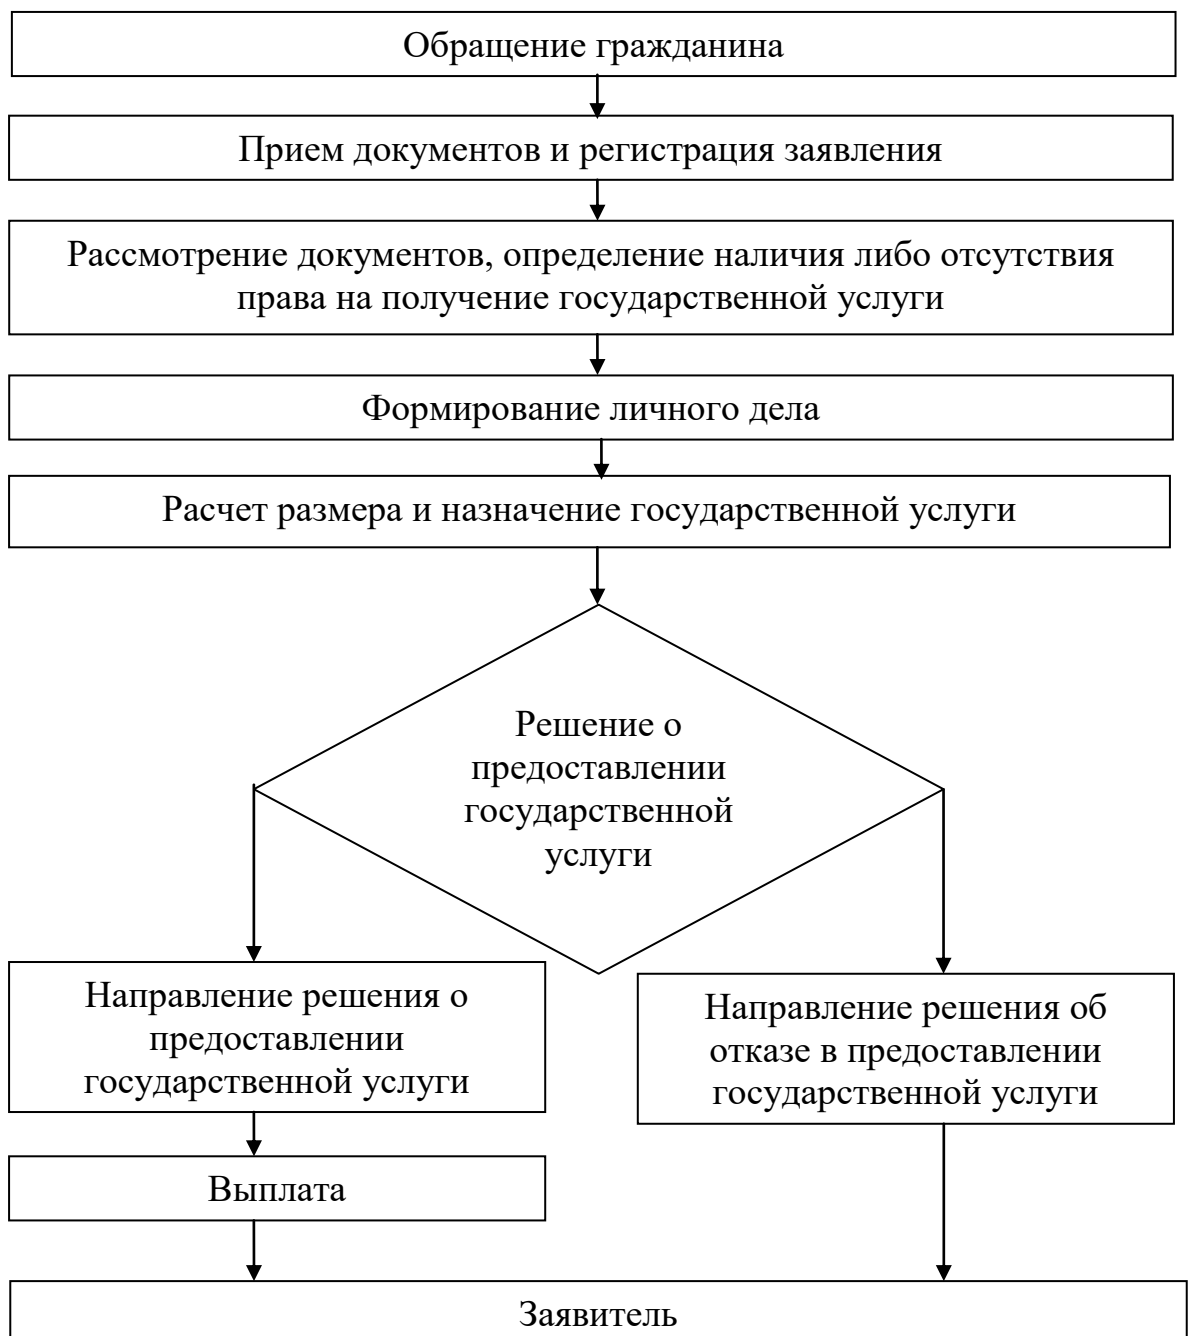 Обращение гражданина
Прием документов и регистрация заявления
Рассмотрение документов, определение наличия либо отсутствия
права на получение государственной услуги
Формирование личного дела
Расчет размера и назначение государственной услуги
Решение о
предоставлении
государственной
услуги
Направление решения о
предоставлении
государственной услуги
Направление решения об
отказе в предоставлении
государственной услуги
Выплата
Заявитель